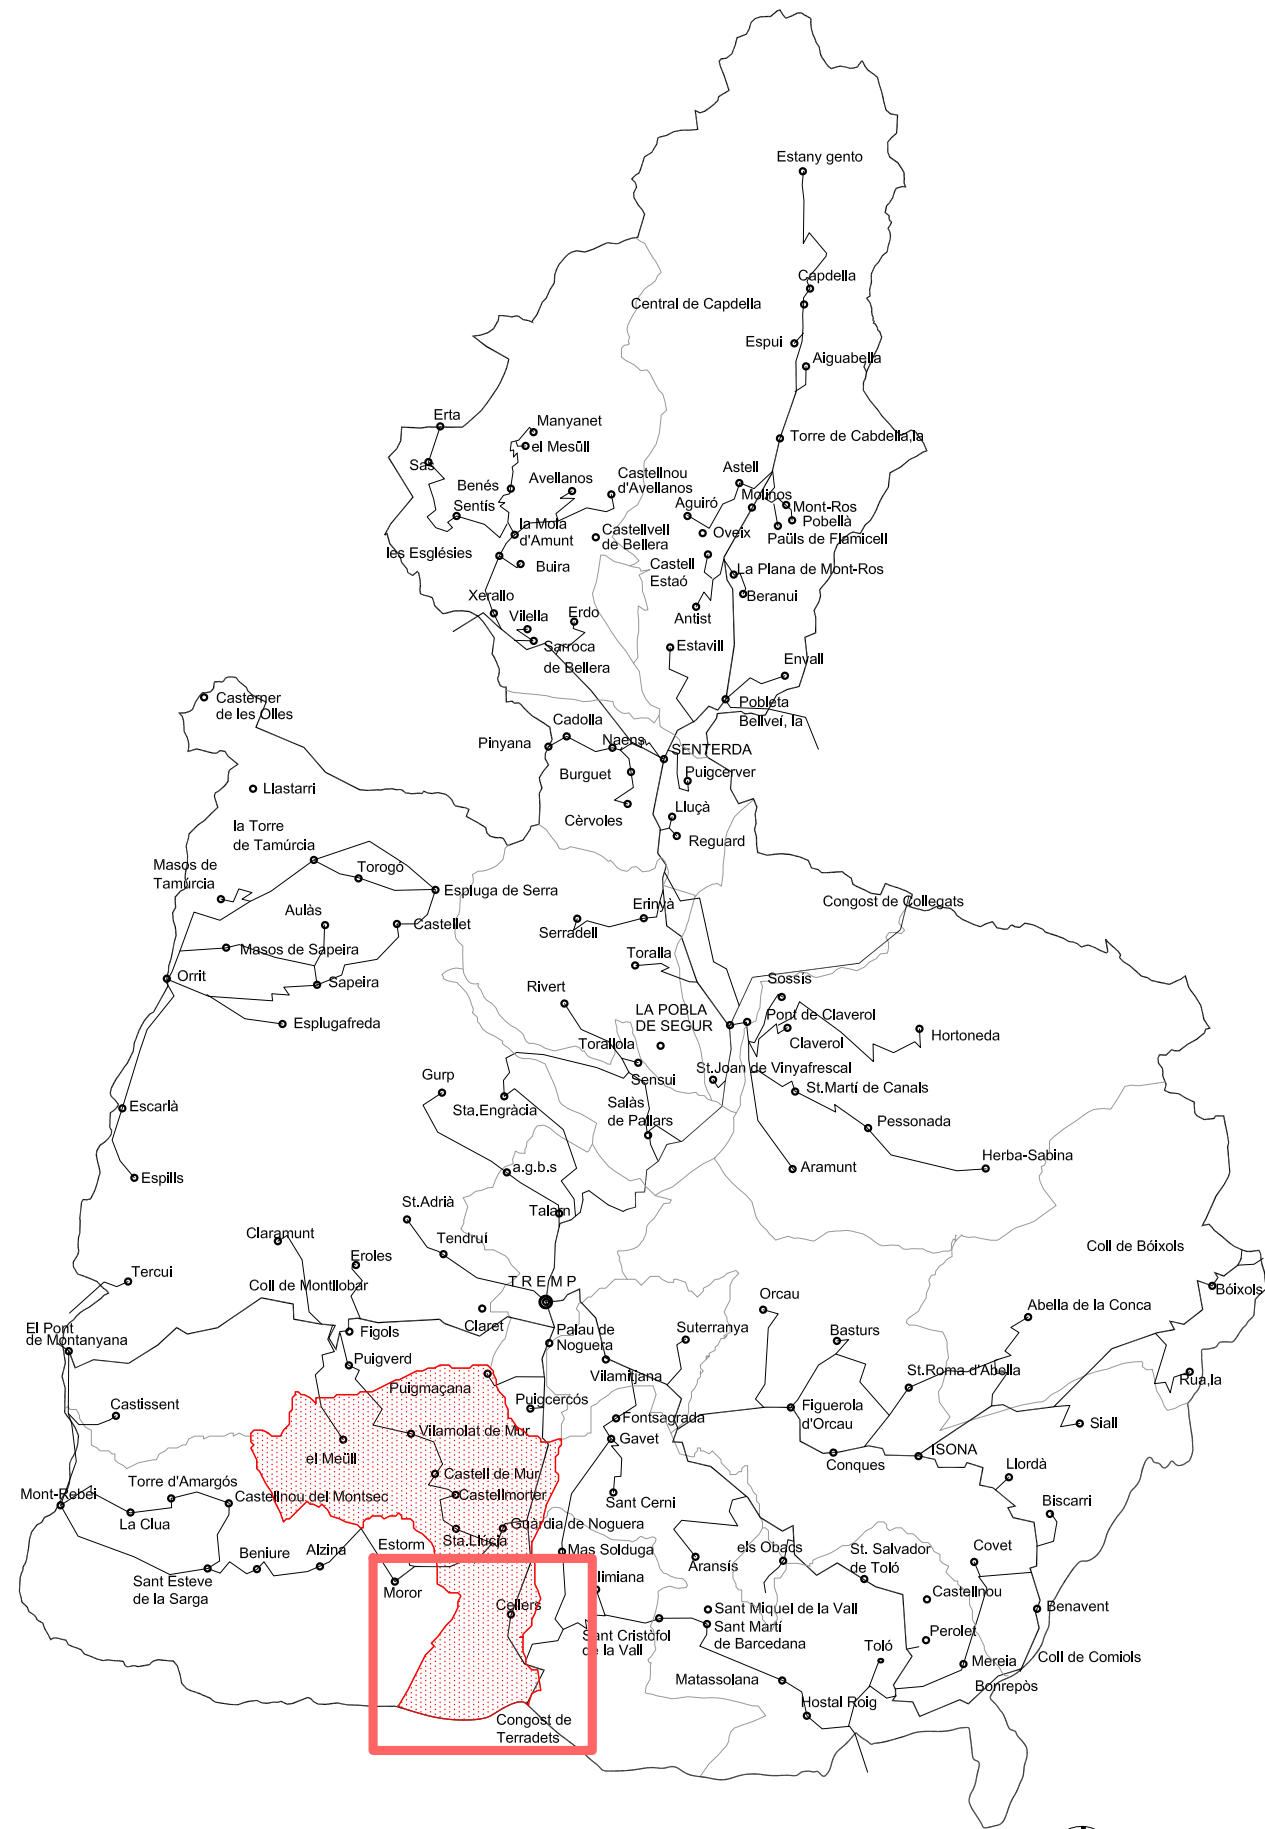 Estany gento
Capdella
Central de Capdella
Espui
Aiguabella
Erta
Manyanet
el Mesüll
Torre de Cabdella,la
Sas
Benés
Avellanos
Castellnou
d'Avellanos
Astell
Molinos
Sentís
Aguiró
Mont-Ros
Pobellà
la Mola
d'Amunt
Castellvell
de Bellera
Oveix
Paüls de Flamicell
les Esglésies
Buira
Castell
Estaó
La Plana de Mont-Ros
Beranui
Xerallo
Vilella
Erdo
Antist
Sarroca
de Bellera
Estavill
Envall
Casterner
de les Olles
Pobleta
Bellveí, la
Cadolla
Pinyana
Naens
SENTERDA
Burguet
Puigcerver
Llastarri
Cèrvoles
Lluçà
Reguard
la Torre
de Tamúrcia
Masos de
Tamúrcia
Torogó
Espluga de Serra
Congost de Collegats
Aulàs
Castellet
Erinyà
Serradell
Masos de Sapeira
Toralla
Orrit
Sapeira
Sossís
Rivert
LA POBLA
DE SEGUR
Pont de Claverol
Esplugafreda
Claverol
Hortoneda
Torallola
Sensui
St.Joan de Vinyafrescal
Gurp
Sta.Engràcia
St.Martí de Canals
Escarlà
Salàs
de Pallars
Pessonada
a.g.b.s
Aramunt
Herba-Sabina
Espills
St.Adrià
Talarn
Claramunt
Tendruí
Eroles
Coll de Bóixols
Tercui
Coll de Montllobar
TREMP
Bóixols
Orcau
Abella de la Conca
Claret
El Pont
de Montanyana
Figols
Palau de
Noguera
Suterranya
Basturs
Puigverd
Vilamitjana
St.Roma d'Abella
Rua,la
Puigmaçana
Castissent
Puigcercós
Figuerola
d'Orcau
Fontsagrada
Siall
Vilamolat de Mur
Gavet
el Meüll
Conques
ISONA
Castell de Mur
Llordà
Torre d'Amargós
Mont-Rebei
Castellnou del Montsec
Castellmorter
Sant Cerni
Biscarri
La Clua
Guàrdia de Noguera
Sta.Llúcia
Estorm
Mas Solduga
Alzina
Beniure
els Obacs
Aransís
St. Salvador
de Toló
Covet
Sant Esteve
de la Sarga
Moror
Castellnou
Cellers
Sant Miquel de la Vall
Benavent
Sant Cristòfol
de la Vall
Sant Martí
de Barcedana
Perolet
Toló
Mereia
Coll de Comiols
Matassolana
Bonrepòs
Hostal Roig
Congost de
Terradets